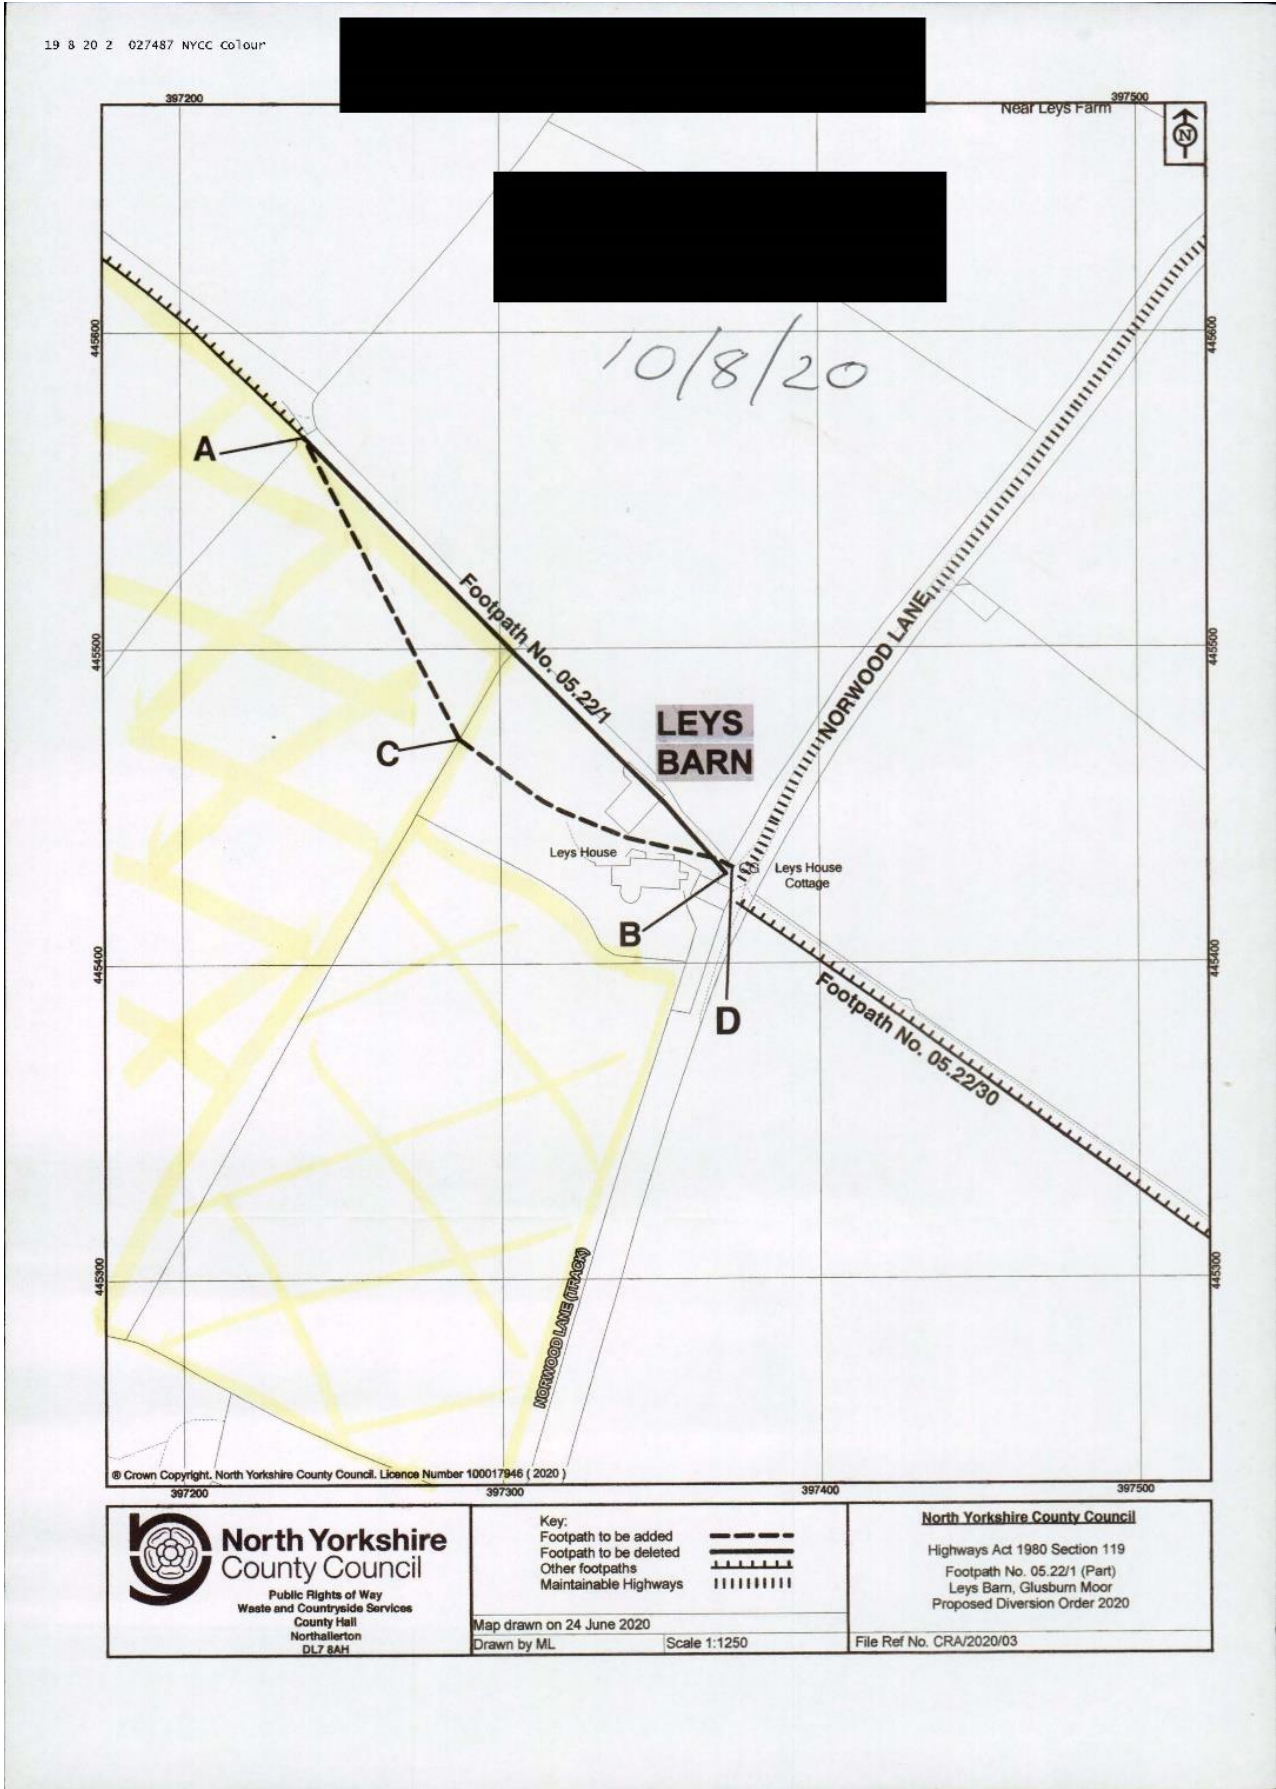 19 8 20 2 027487 NYCC Colour
397200
397500
Near Leys Farm
N
445600
445600
10/8/20
A
Footpath No. 05.22/1
NORWOOD LANE
445500
445500
LEYS
BARN
C
Leys House
Leys House
Cottage
B
D
445400
445400
Footpath No. 05.22/30
445300
445300
NORWOOD LANE (TRACK)
® Crown Copyright. North Yorkshire County Council. Licence Number 100017946 ( 2020 )
397200
397300
397400
397500
North Yorkshire
County Council
Public Rights of Way
Waste and Countryside Services
County Hall
Northallerton
DL7 8AH
Key:
Footpath to be added
Footpath to be deleted
Other footpaths
Maintainable Highways
Map drawn on 24 June 2020
Drawn by ML
Scale 1:1250
North Yorkshire County Council
Highways Act 1980 Section 119
Footpath No. 05.22/1 (Part)
Leys Barn, Glusburn Moor
Proposed Diversion Order 2020
File Ref No. CRA/2020/03